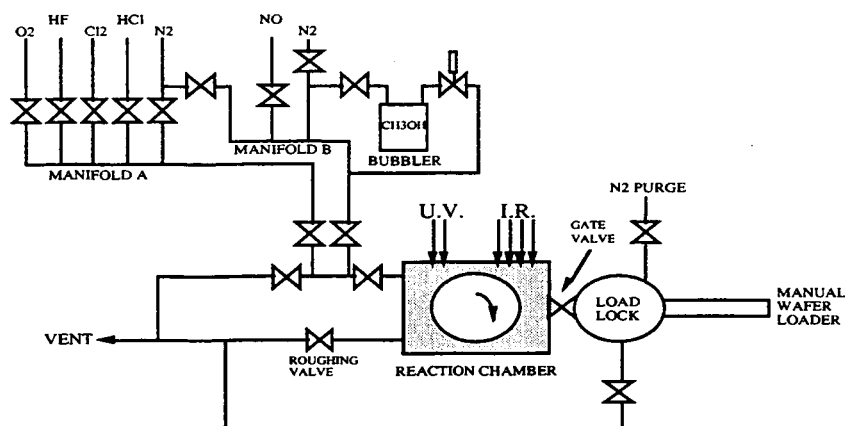 O2 HF Cl2 HCl N2 NO N2
CH3OH
MANIFOLD B
BUBBLER
MANIFOLD A
N2 PURGE
U.V. I.R.
GATE
VALVE
LOAD
LOCK
MANUAL
WAFER
LOADER
VENT
ROUGHING
VALVE
REACTION CHAMBER